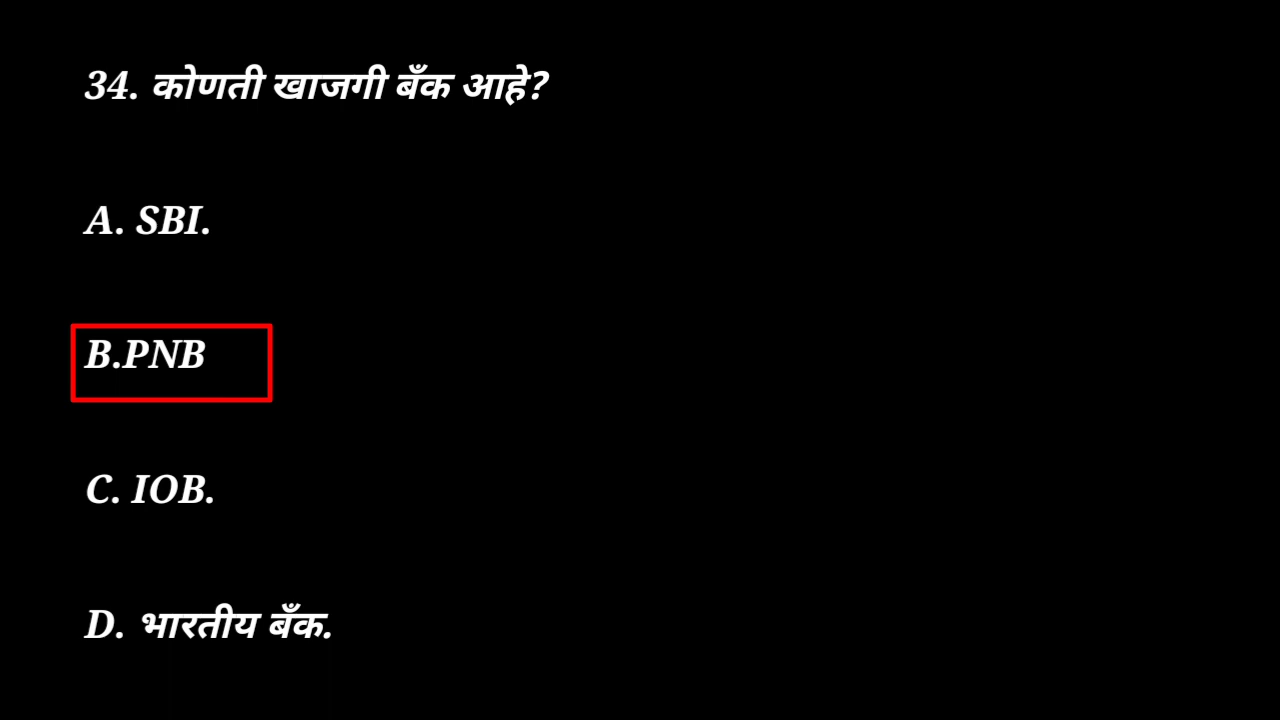 34. कोणती खाजगी बँक आहे?
A. SBI.
B.PNB
C. IOB.
D. भारतीय बँक.